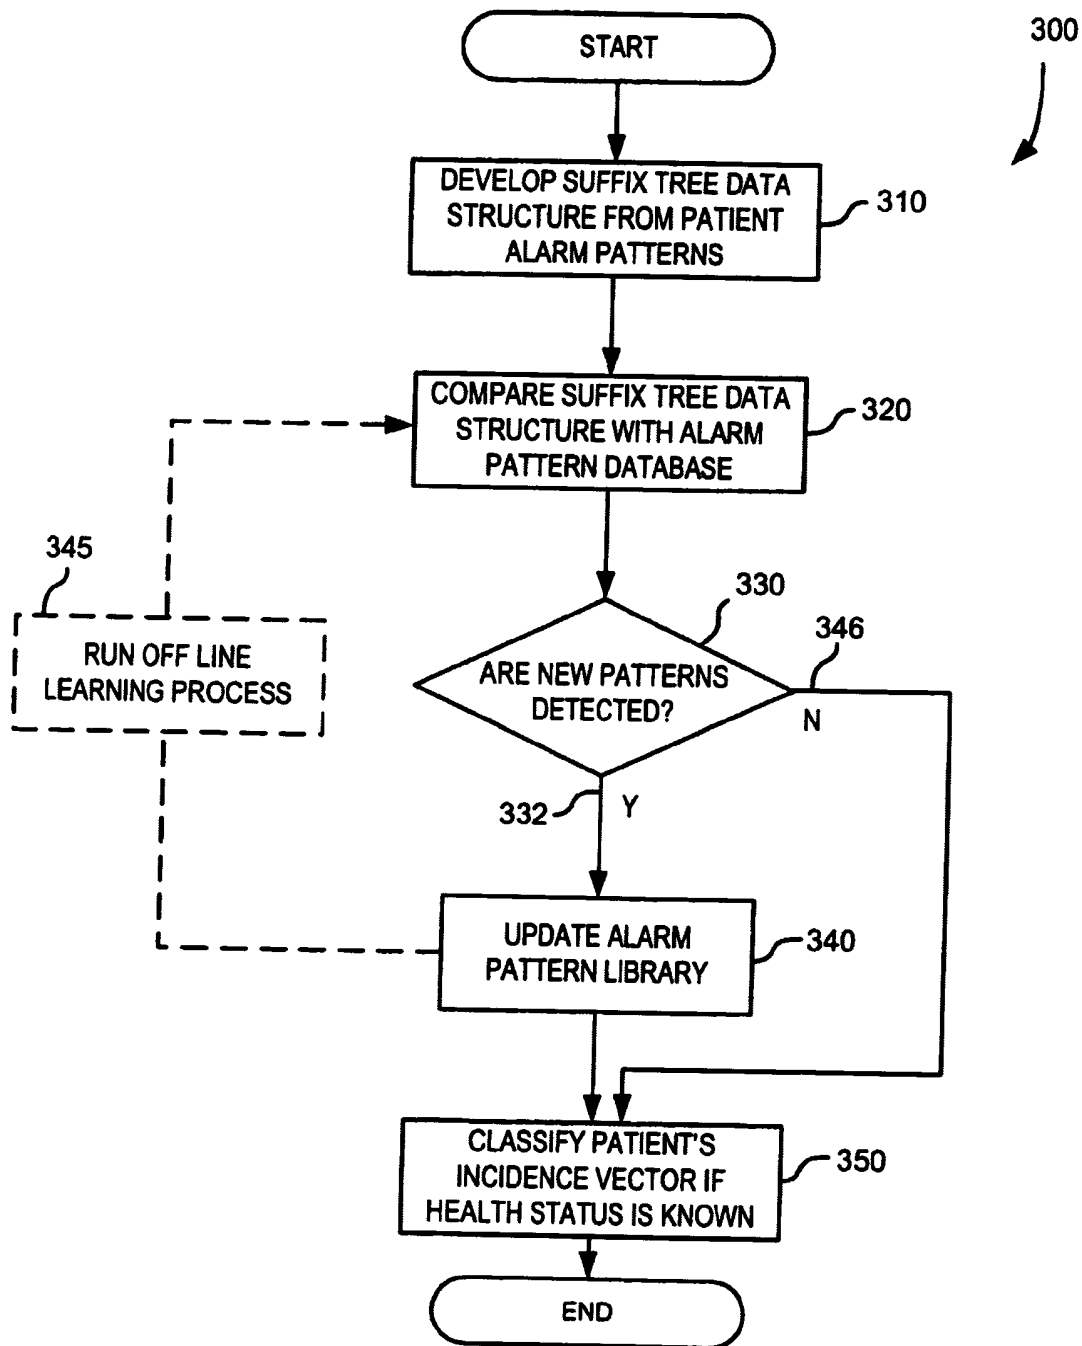 300
START
DEVELOP SUFFIX TREE DATA
STRUCTURE FROM PATIENT
ALARM PATTERNS
310
COMPARE SUFFIX TREE DATA
STRUCTURE WITH ALARM
PATTERN DATABASE
320
345
RUN OFF LINE
LEARNING PROCESS
330
ARE NEW PATTERNS
DETECTED?
346
N
332
Y
UPDATE ALARM
PATTERN LIBRARY
340
CLASSIFY PATIENT'S
INCIDENCE VECTOR IF
HEALTH STATUS IS KNOWN
350
END